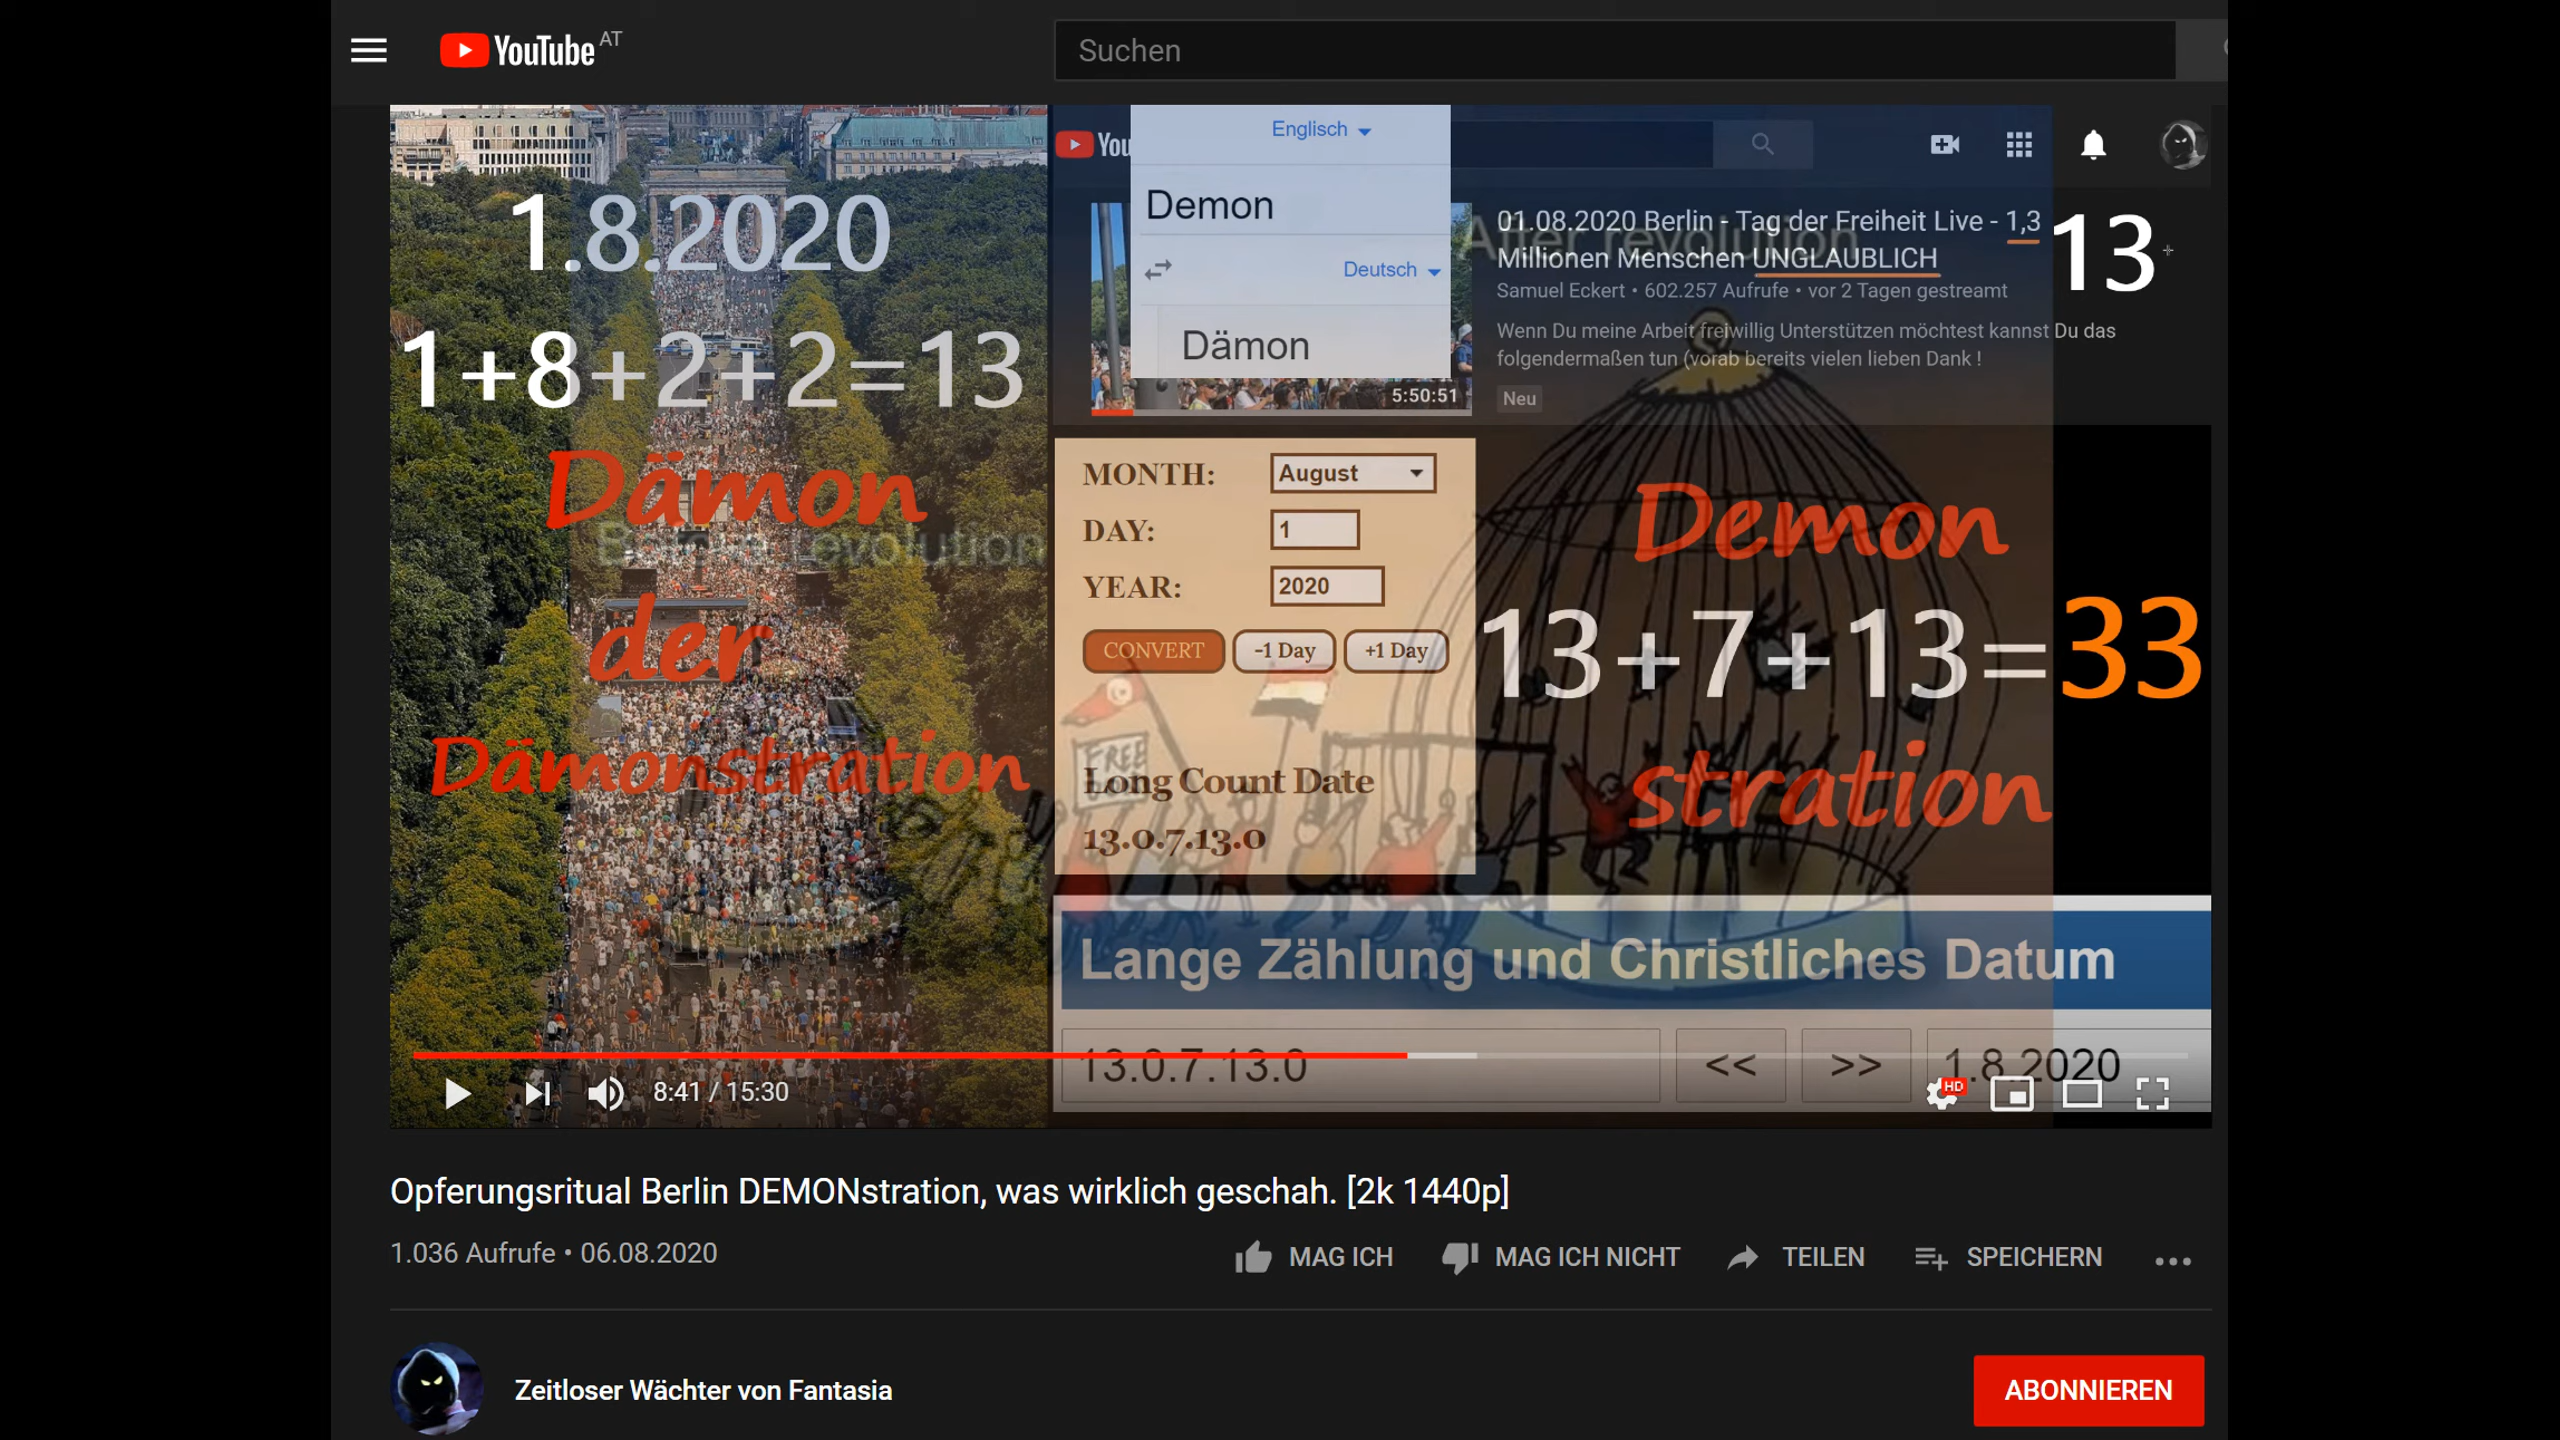 YouTube AT
Suchen
1.8.2020
1+8+2+2=13
Dämon
Before revolution
der
Dämonstration
You
Englisch
Demon
Deutsch
Dämon
5:50:51
After revolution
01.08.2020 Berlin - Tag der Freiheit Live - 1,3
Millionen Menschen UNGLAUBLICH
Samuel Eckert • 602.257 Aufrufe • vor 2 Tagen gestreamt
Wenn Du meine Arbeit freiwillig Unterstützen möchtest kannst Du das
folgendermaßen tun (vorab bereits vielen lieben Dank !
Neu
13
MONTH: August
DAY: 1
YEAR: 2020
CONVERT -1 Day +1 Day
FREE
Long Count Date
13.0.7.13.0
Demon
13+7+13=33
stration
Lange Zählung und Christliches Datum
13.0.7.13.0 << >> 1.8.2020
8:41 / 15:30
HD
Opferungsritual Berlin DEMONstration, was wirklich geschah. [2k 1440p]
1.036 Aufrufe • 06.08.2020
MAG ICH MAG ICH NICHT TEILEN SPEICHERN
Zeitloser Wächter von Fantasia
ABONNIEREN